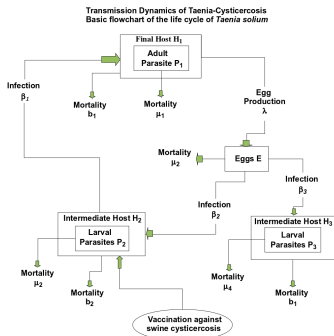 Transmission Dynamics of Taenia-Cysticercosis
Basic flowchart of the life cycle of Taenia solium
Final Host H1
Adult
Parasite P1
Infection
β1
Mortality
b1
Mortality
μ1
Egg
Production
λ
Mortality
μ2
Eggs E
Infection
β2
Infection
β3
Intermediate Host H2
Larval
Parasites P2
Intermediate Host H3
Larval
Parasites P3
Mortality
μ2
Mortality
b2
Mortality
μ4
Mortality
b1
Vaccination against
swine cysticercosis